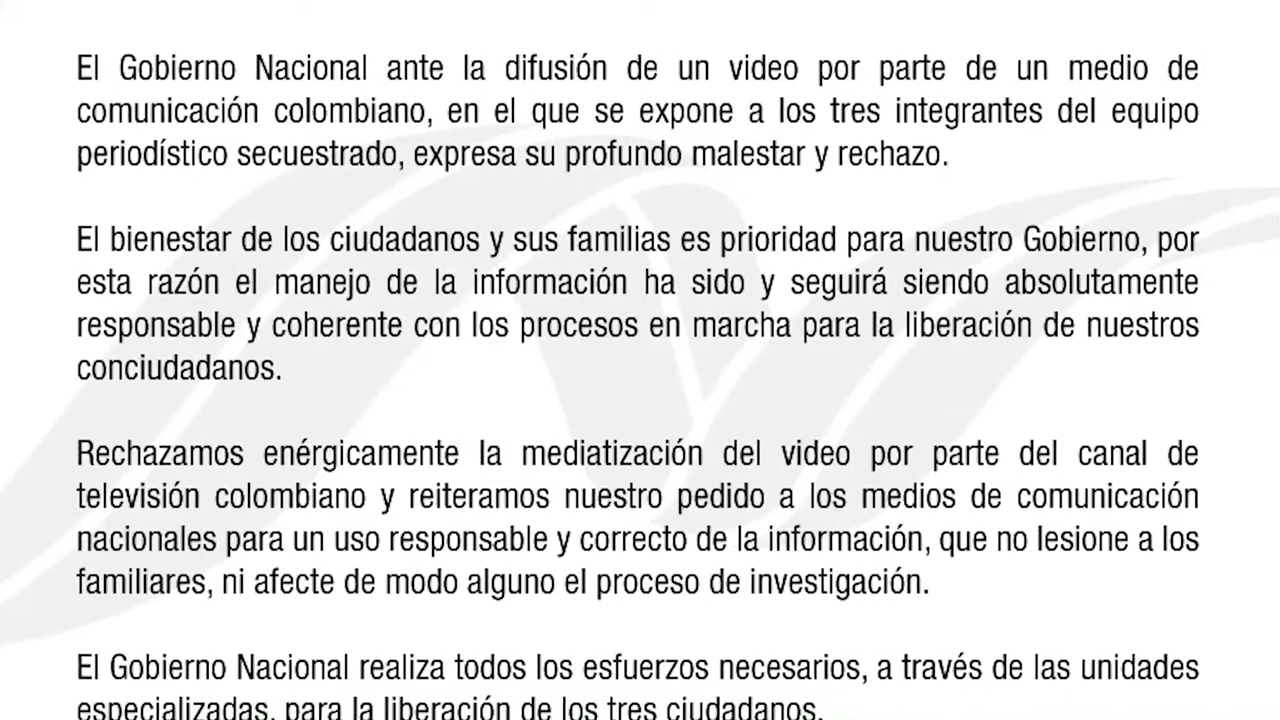 El Gobierno Nacional ante la difusión de un video por parte de un medio de
comunicación colombiano, en el que se expone a los tres integrantes del equipo
periodístico secuestrado, expresa su profundo malestar y rechazo.
El bienestar de los ciudadanos y sus familias es prioridad para nuestro Gobierno, por
esta razón el manejo de la información ha sido y seguirá siendo absolutamente
responsable y coherente con los procesos en marcha para la liberación de nuestros
conciudadanos.
Rechazamos enérgicamente la mediatización del video por parte del canal de
televisión colombiano y reiteramos nuestro pedido a los medios de comunicación
nacionales para un uso responsable y correcto de la información, que no lesione a los
familiares, ni afecte de modo alguno el proceso de investigación.
El Gobierno Nacional realiza todos los esfuerzos necesarios, a través de las unidades
especializadas, para la liberación de los tres ciudadanos.